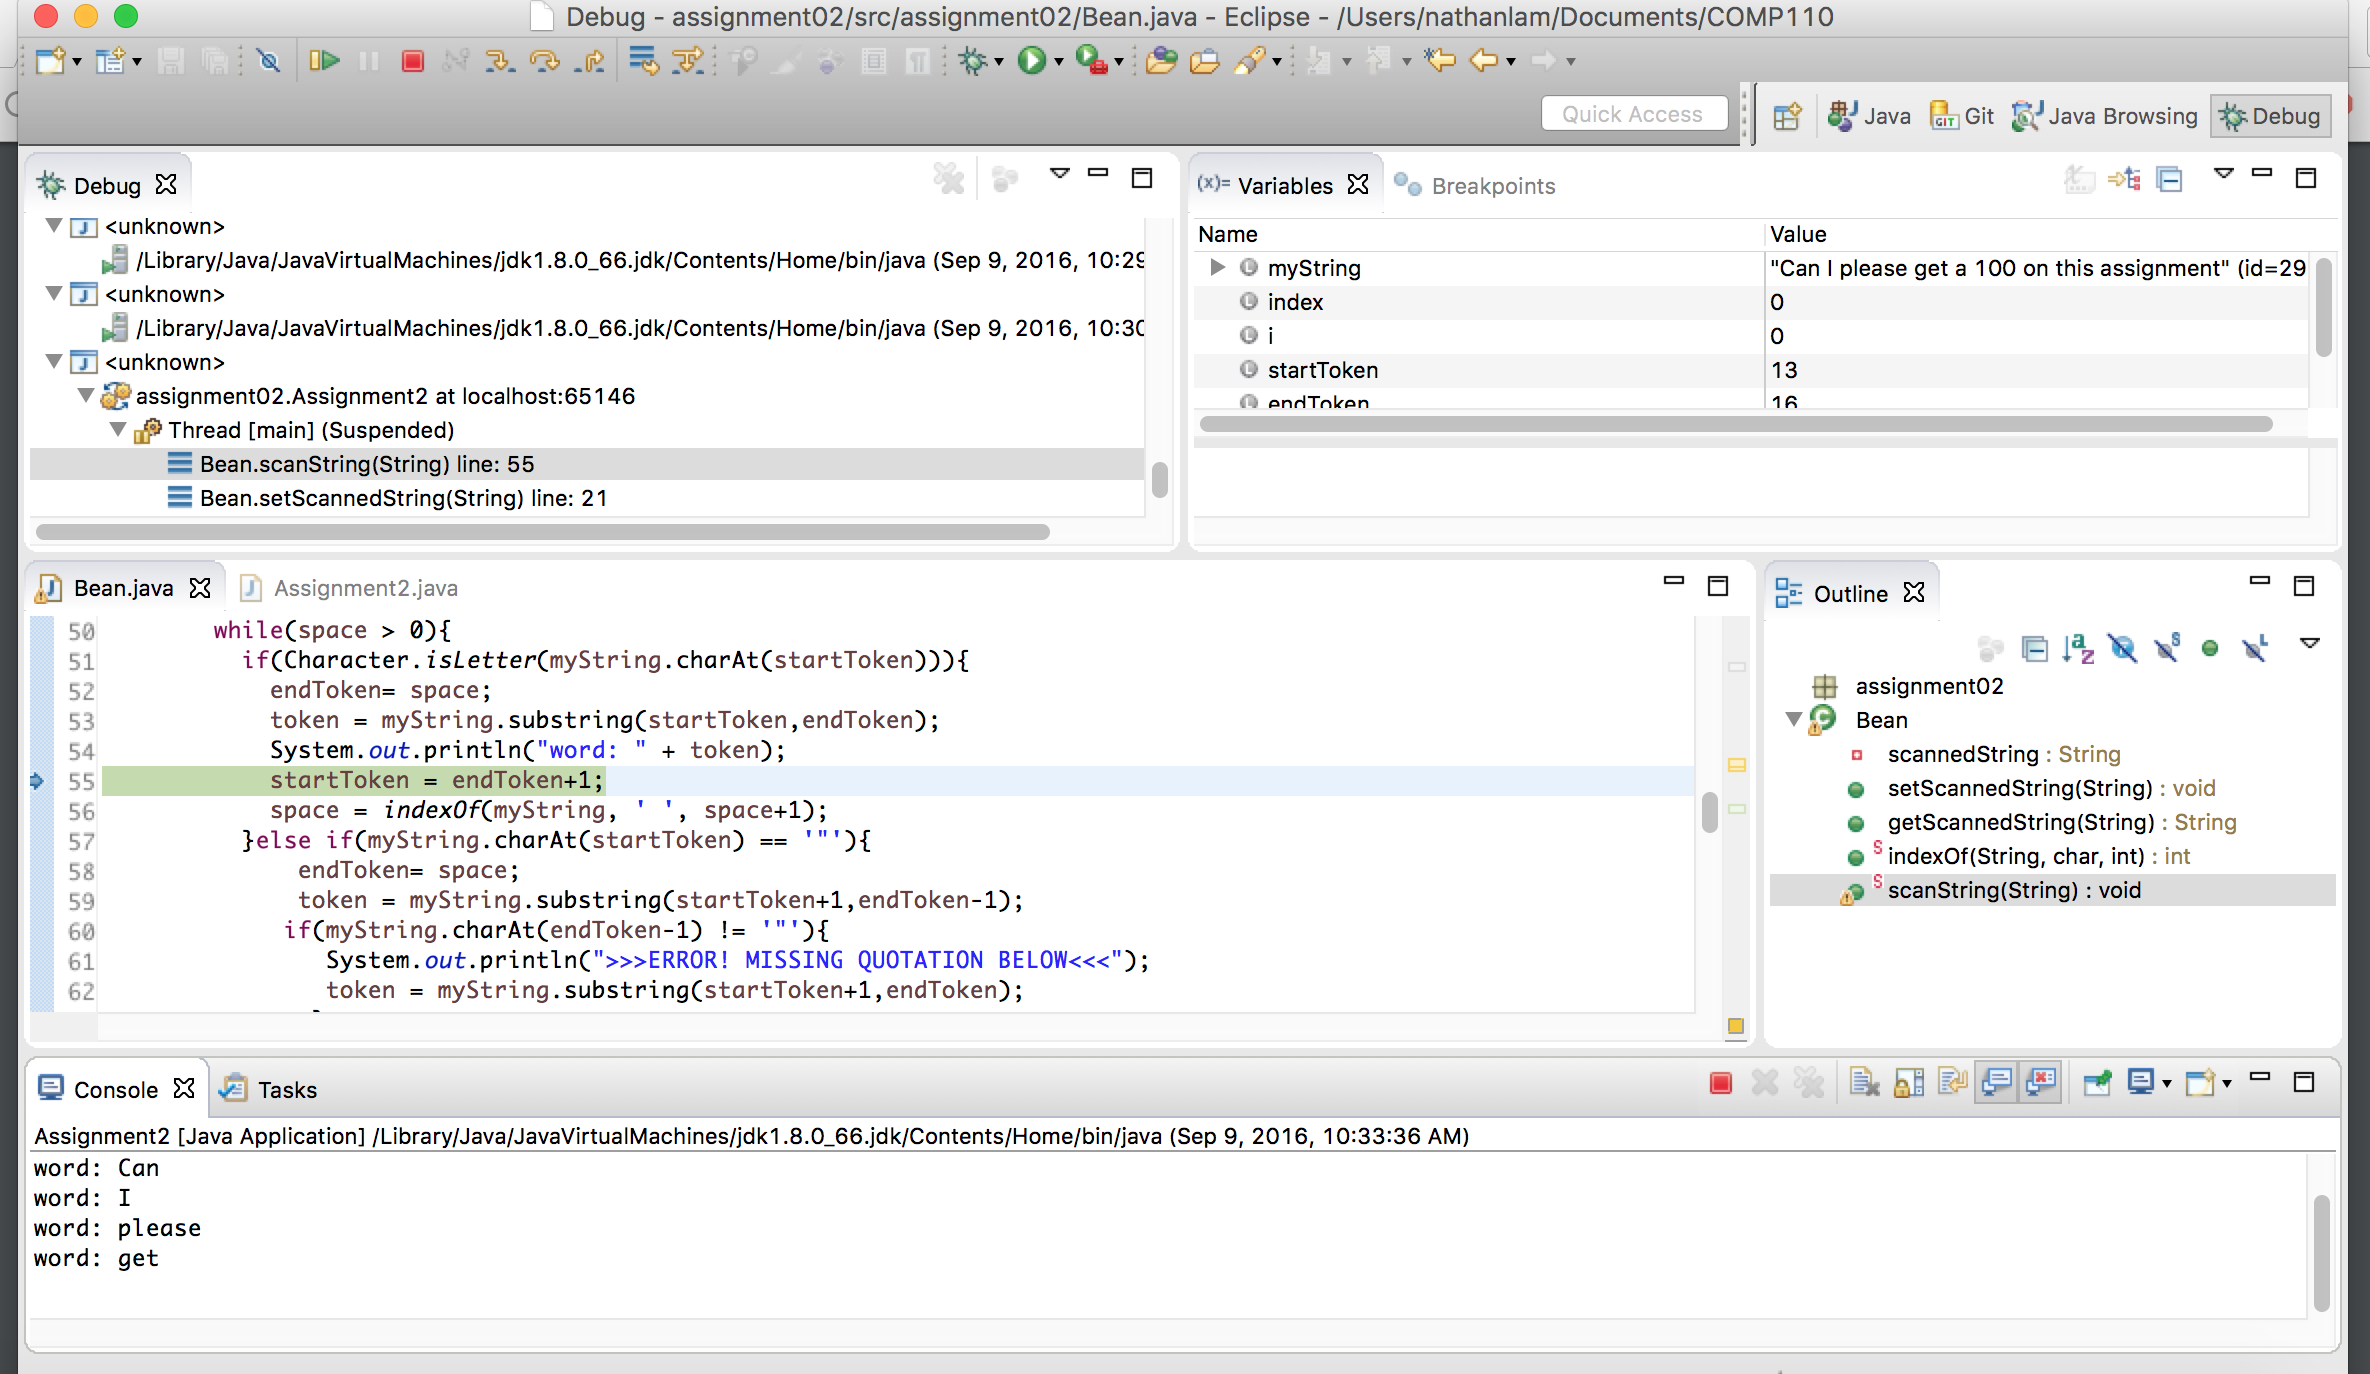 Debug - assignment02/src/assignment02/Bean.java - Eclipse - /Users/nathanlam/Documents/COMP110
Quick Access
Java
Git
Java Browsing
Debug
Debug
<unknown>
/Library/Java/JavaVirtualMachines/jdk1.8.0_66.jdk/Contents/Home/bin/java (Sep 9, 2016, 10:29
<unknown>
/Library/Java/JavaVirtualMachines/jdk1.8.0_66.jdk/Contents/Home/bin/java (Sep 9, 2016, 10:30
<unknown>
assignment02.Assignment2 at localhost:65146
Thread [main] (Suspended)
Bean.scanString(String) line: 55
Bean.setScannedString(String) line: 21
(x)= Variables Breakpoints
Name Value
myString "Can I please get a 100 on this assignment" (id=29
index 0
i 0
startToken 13
endToken 16
Bean.java Assignment2.java
50 while(space > 0){
51 if(Character.isLetter(myString.charAt(startToken))){
52 endToken= space;
53 token = myString.substring(startToken,endToken);
54 System.out.println("word: " + token);
55 startToken = endToken+1;
56 space = indexOf(myString, ' ', space+1);
57 }else if(myString.charAt(startToken) == '"'){
58 endToken= space;
59 token = myString.substring(startToken+1,endToken-1);
60 if(myString.charAt(endToken-1) != '"'){
61 System.out.println(">>>ERROR! MISSING QUOTATION BELOW<<<");
62 token = myString.substring(startToken+1,endToken);
Outline
assignment02
Bean
scannedString : String
setScannedString(String) : void
getScannedString(String) : String
indexOf(String, char, int) : int
scanString(String) : void
Console Tasks
Assignment2 [Java Application] /Library/Java/JavaVirtualMachines/jdk1.8.0_66.jdk/Contents/Home/bin/java (Sep 9, 2016, 10:33:36 AM)
word: Can
word: I
word: please
word: get